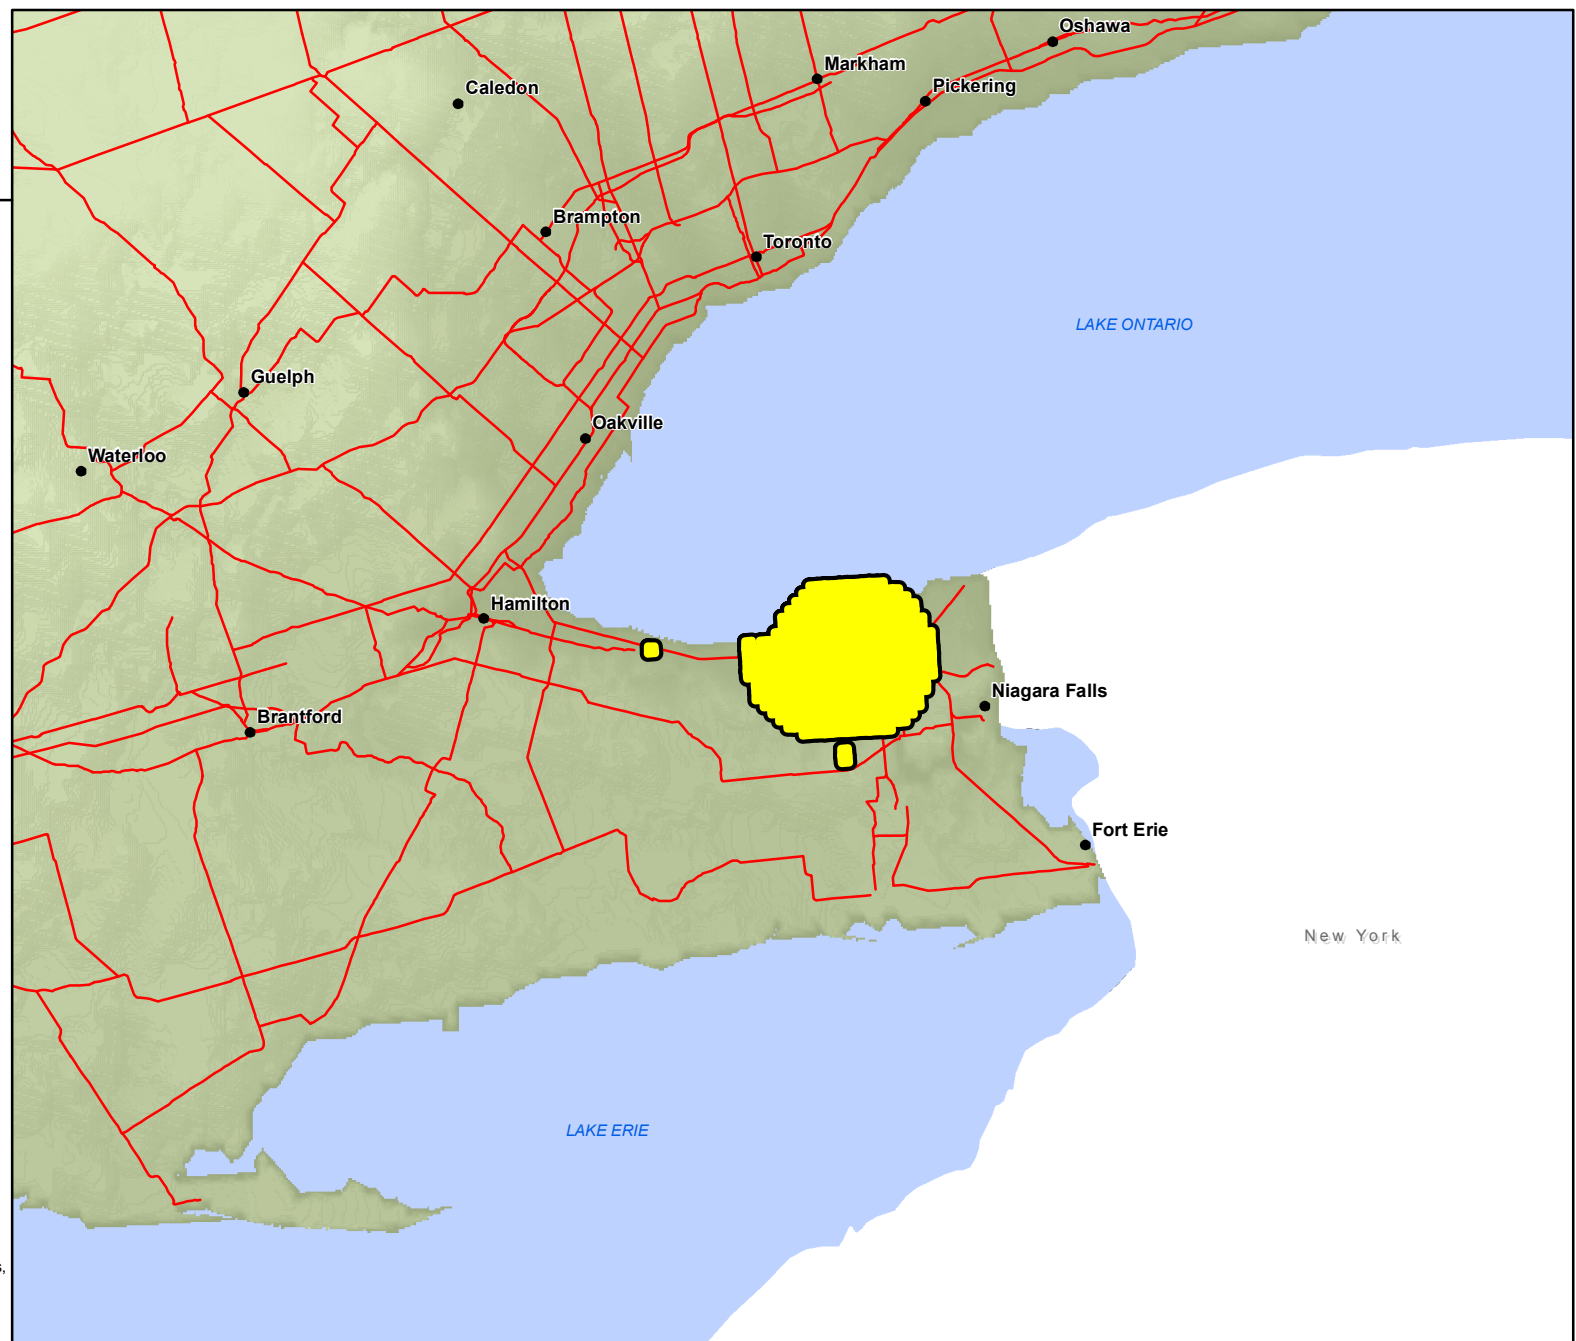 Oshawa
Markham
Pickering
Caledon
Brampton
Toronto
LAKE ONTARIO
Guelph
Oakville
Waterloo
Hamilton
Niagara Falls
Brantford
Fort Erie
New York
LAKE ERIE
s,